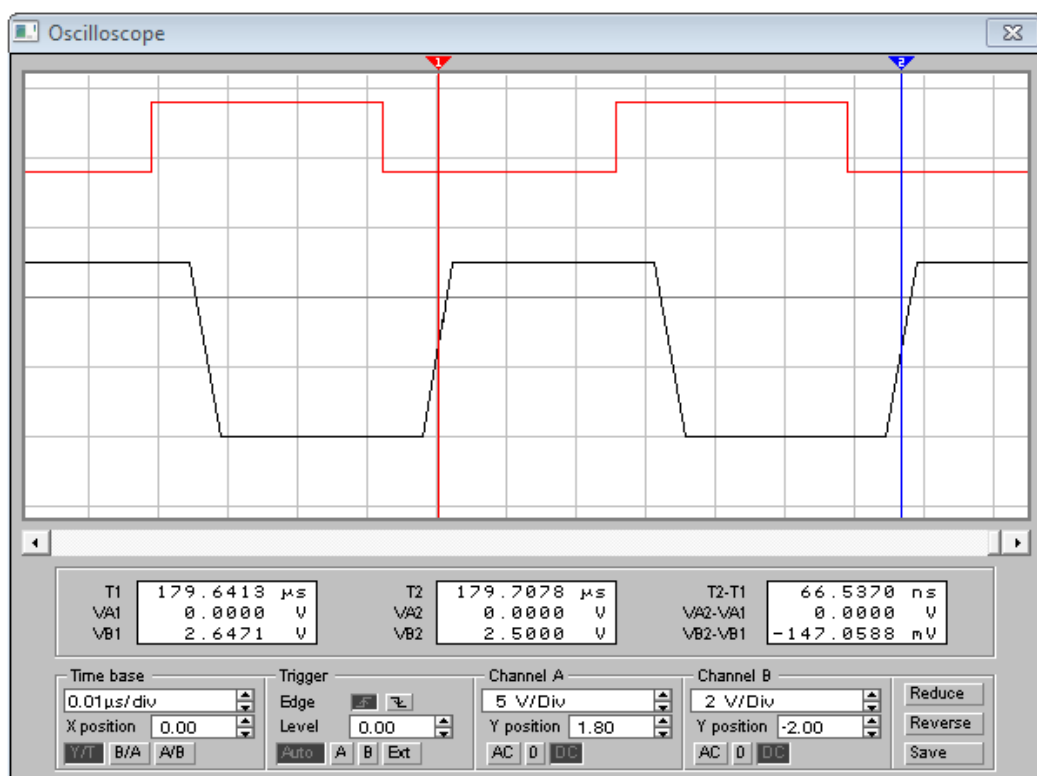 Oscilloscope
1 2
T1 179.6413 µs T2 179.7078 µs T2-T1 66.5370 ns
VA1 0.0000 V VA2 0.0000 V VA2-VA1 0.0000 V
VB1 2.6471 V VB2 2.5000 V VB2-VB1 -147.0588 mV
Time base Trigger Channel A Channel B
0.01µs/div Edge 5 V/Div 2 V/Div Reduce
X position 0.00 Level 0.00 Y position 1.80 Y position -2.00 Reverse
Y/T B/A A/B Auto A B Ext AC 0 DC AC 0 DC Save